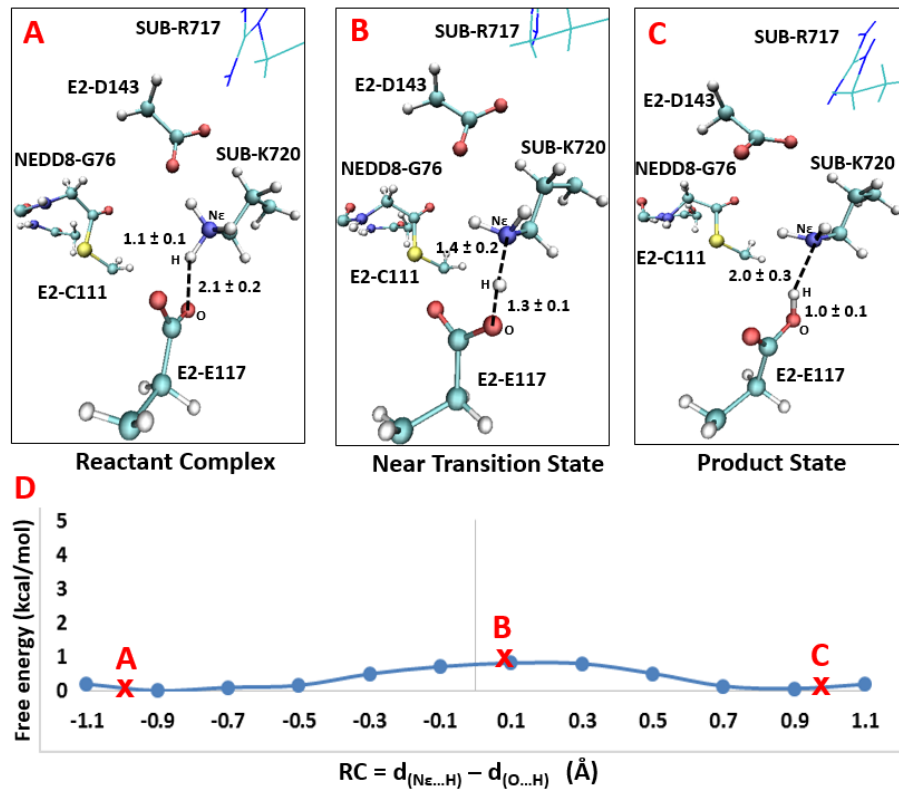 A
SUB-R717
E2-D143
NEDD8-G76
SUB-K720
Nε
1.1 ± 0.1
H
2.1 ± 0.2
E2-C111
O
E2-E117
Reactant Complex
B
SUB-R717
E2-D143
NEDD8-G76
SUB-K720
Nε
1.4 ± 0.2
H
E2-C111
1.3 ± 0.1
O
E2-E117
Near Transition State
C
SUB-R717
E2-D143
NEDD8-G76
SUB-K720
Nε
E2-C111
2.0 ± 0.3
H
1.0 ± 0.1
O
E2-E117
Product State
D
Free energy (kcal/mol)
5
4
3
2
1
0
A
x
B
x
C
x
-1.1 -0.9 -0.7 -0.5 -0.3 -0.1 0.1 0.3 0.5 0.7 0.9 1.1
RC = d(Nε...H) – d(O...H) (Å)